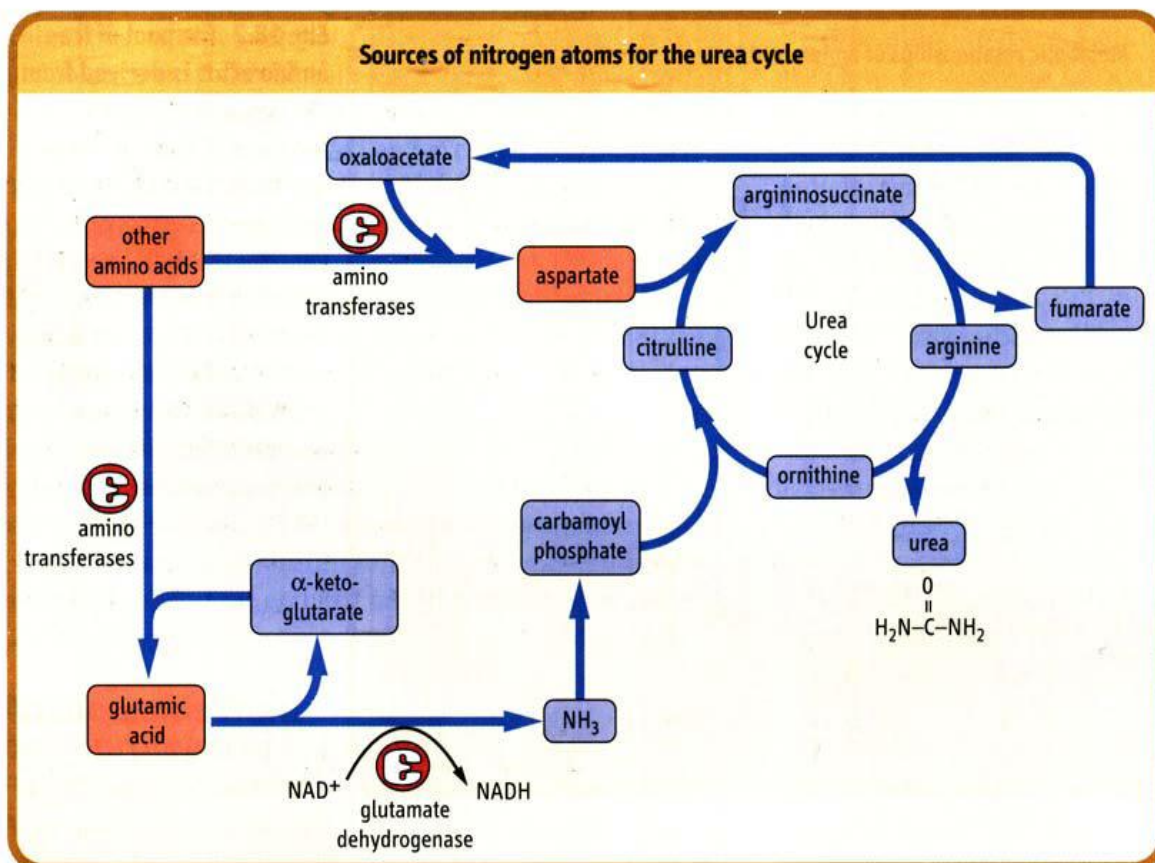 Sources of nitrogen atoms for the urea cycle
oxaloacetate
argininosuccinate
other
amino acids
amino
transferases
aspartate
fumarate
citrulline
Urea
cycle
arginine
ornithine
amino
transferases
carbamoyl
phosphate
urea
α-keto-
glutarate
O
H₂N–C–NH₂
glutamic
acid
NH₃
NAD⁺
NADH
glutamate
dehydrogenase